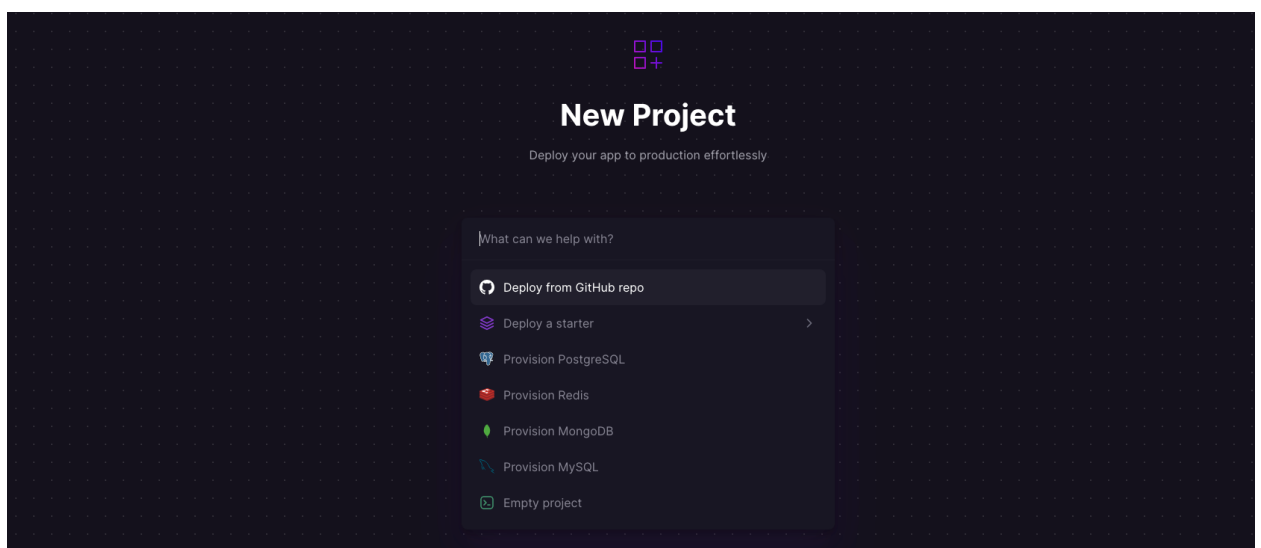 New Project
Deploy your app to production effortlessly
What can we help with?
Deploy from GitHub repo
Deploy a starter
Provision PostgreSQL
Provision Redis
Provision MongoDB
Provision MySQL
Empty project